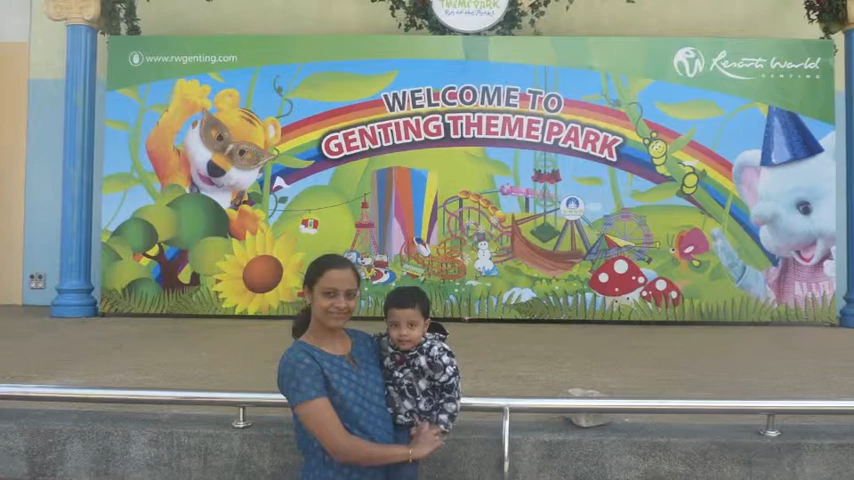 THEME PARK
www.rwgenting.com
Resorts World
GENTING
WELCOME TO
GENTING THEME PARK